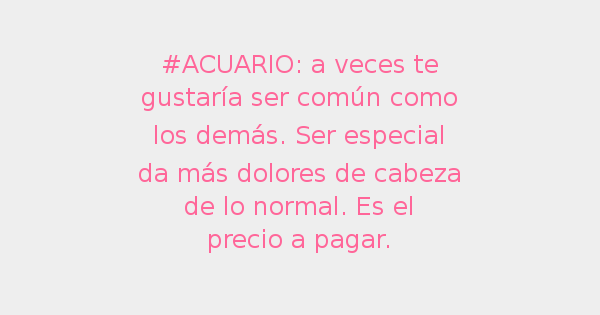 #ACUARIO: a veces te
gustaría ser común como
los demás. Ser especial
da más dolores de cabeza
de lo normal. Es el
precio a pagar.